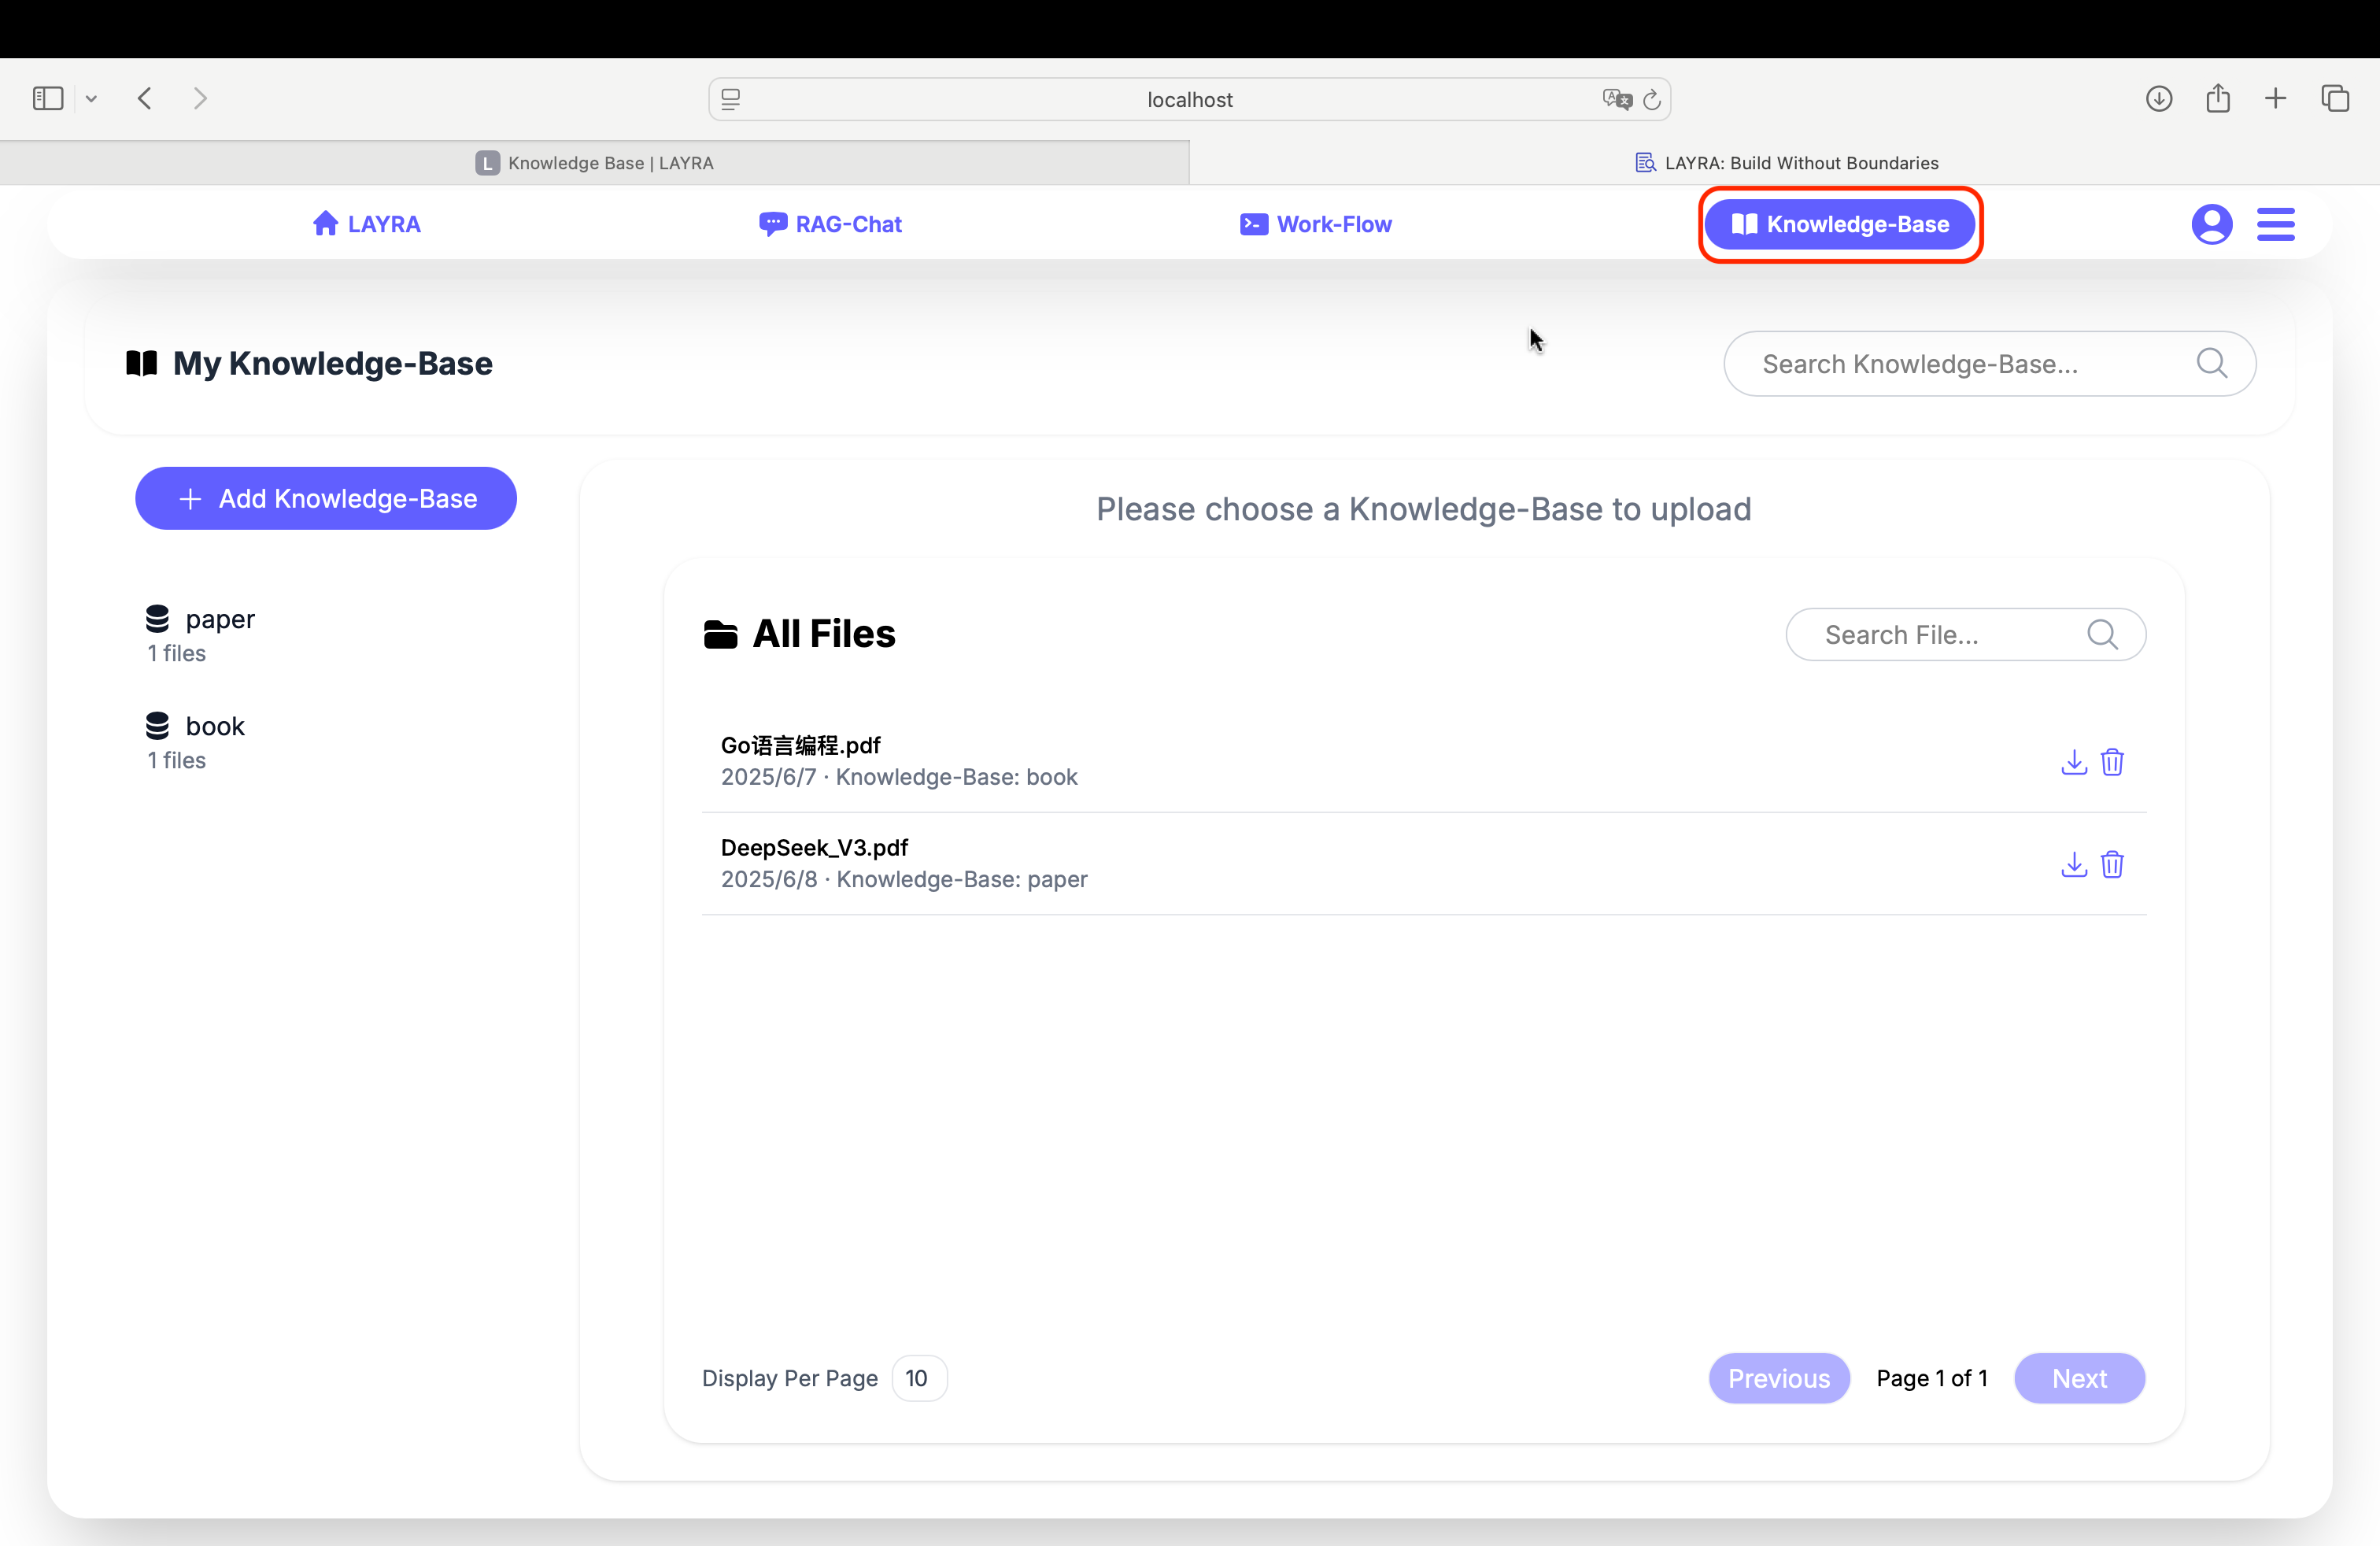 localhost
L Knowledge Base | LAYRA
LAYRA: Build Without Boundaries
LAYRA
RAG-Chat
Work-Flow
Knowledge-Base
My Knowledge-Base
Search Knowledge-Base...
Add Knowledge-Base
paper
1 files
book
1 files
Please choose a Knowledge-Base to upload
All Files
Search File...
Go语言编程.pdf
2025/6/7 · Knowledge-Base: book
DeepSeek_V3.pdf
2025/6/8 · Knowledge-Base: paper
Display Per Page 10
Previous
Page 1 of 1
Next